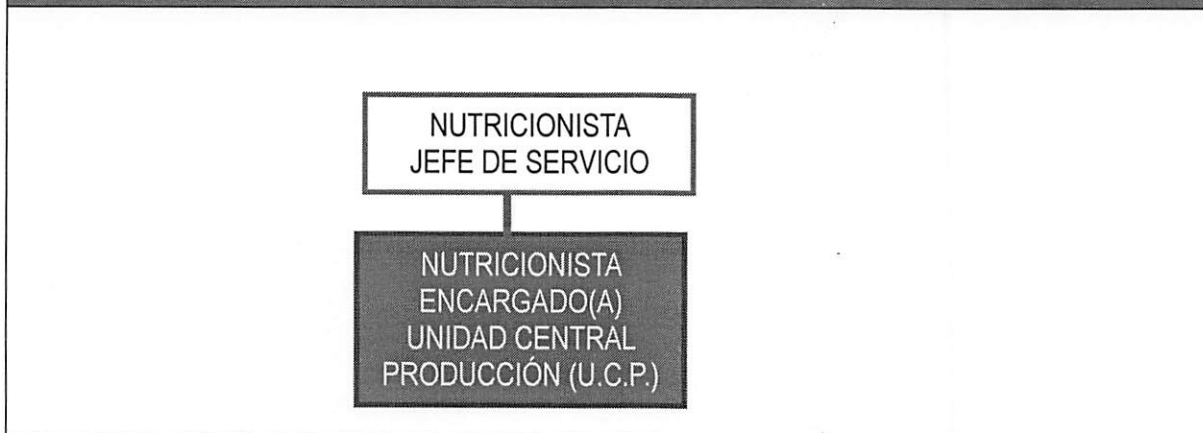 NUTRICIONISTA
JEFE DE SERVICIO
NUTRICIONISTA
ENCARGADO(A)
UNIDAD CENTRAL
PRODUCCIÓN (U.C.P.)